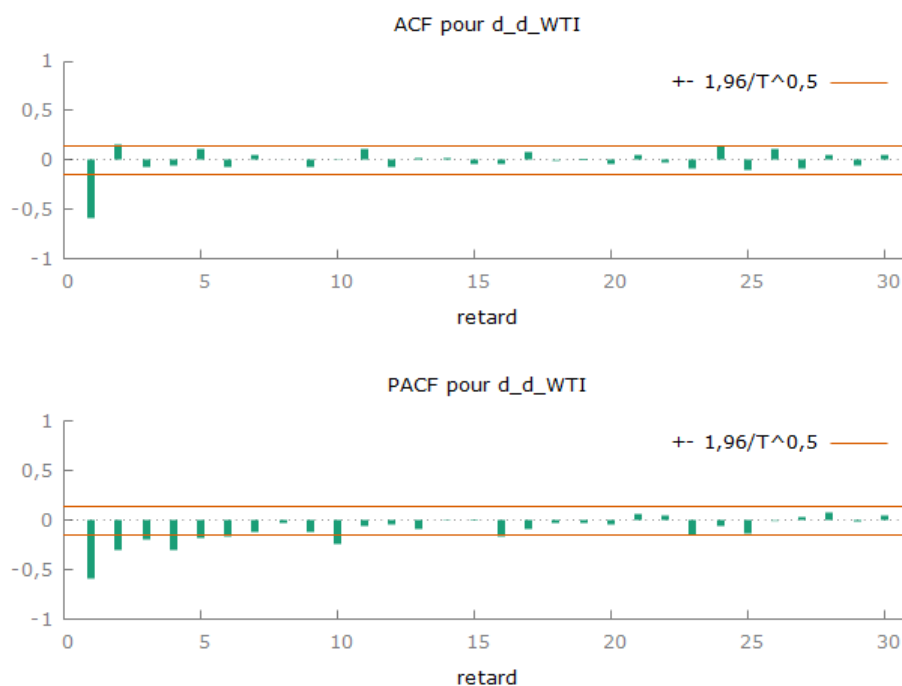 ACF pour d_d_WTI
+- 1,96/T^0,5
1
0,5
0
-0,5
-1
0 5 10 15 20 25 30
retard
PACF pour d_d_WTI
+- 1,96/T^0,5
1
0,5
0
-0,5
-1
0 5 10 15 20 25 30
retard